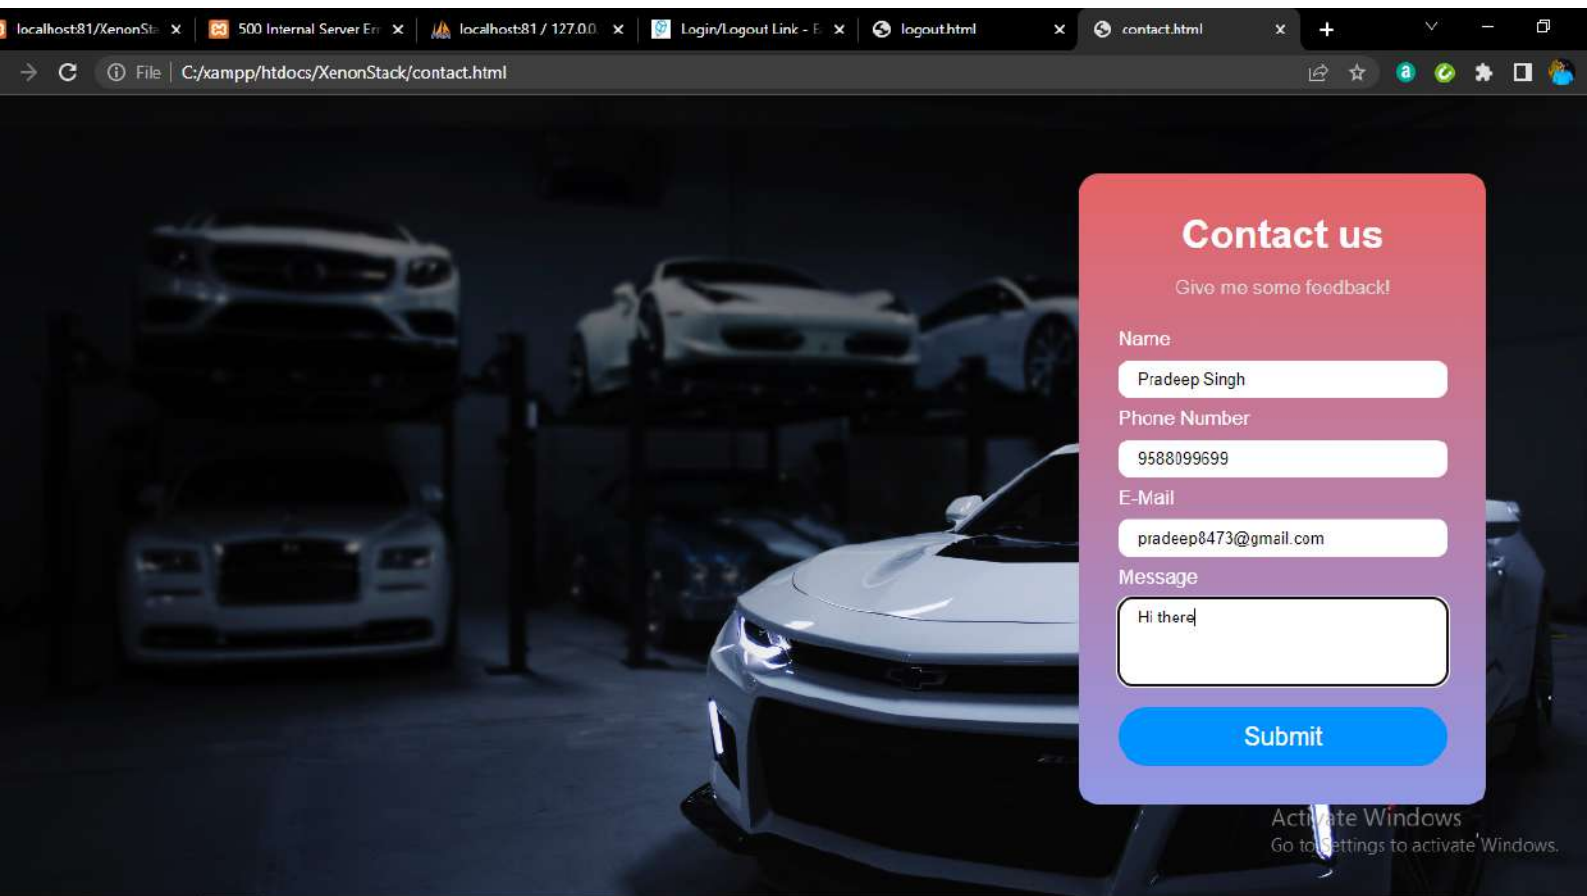 localhost:81/XenonSta
500 Internal Server Err
localhost:81 / 127.0.0.
Login/Logout Link - E
logout.html
contact.html
File
C:/xampp/htdocs/XenonStack/contact.html
Contact us
Give me some feedback!
Name
Pradeep Singh
Phone Number
9588099699
E-Mail
pradeep8473@gmail.com
Message
Hi there
Submit
Activate Windows
Go to Settings to activate Windows.